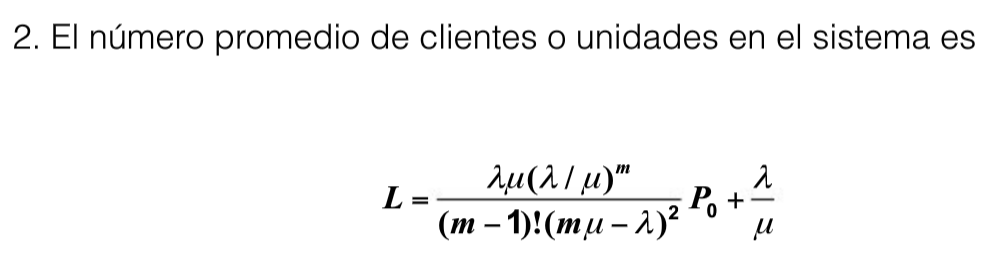 2. El número promedio de clientes o unidades en el sistema es
L = λμ(λ / μ)^m / (m – 1)!(mμ – λ)² P₀ + λ/μ